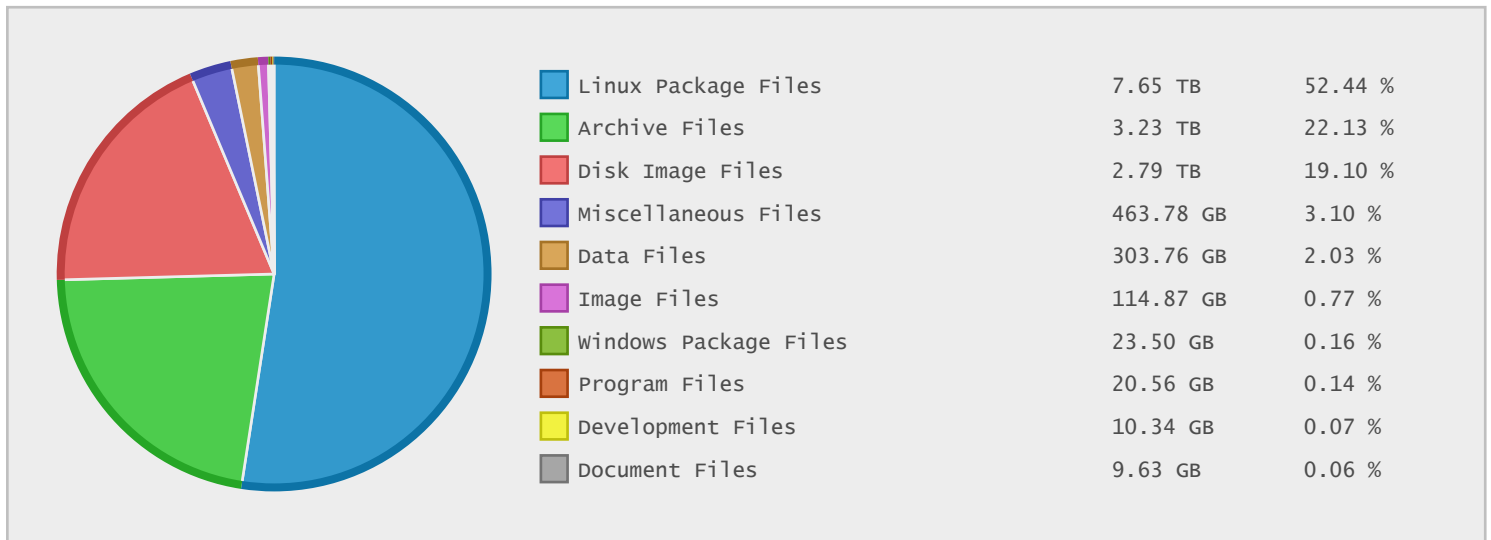 Linux Package Files 7.65 TB 52.44 %
Archive Files 3.23 TB 22.13 %
Disk Image Files 2.79 TB 19.10 %
Miscellaneous Files 463.78 GB 3.10 %
Data Files 303.76 GB 2.03 %
Image Files 114.87 GB 0.77 %
Windows Package Files 23.50 GB 0.16 %
Program Files 20.56 GB 0.14 %
Development Files 10.34 GB 0.07 %
Document Files 9.63 GB 0.06 %